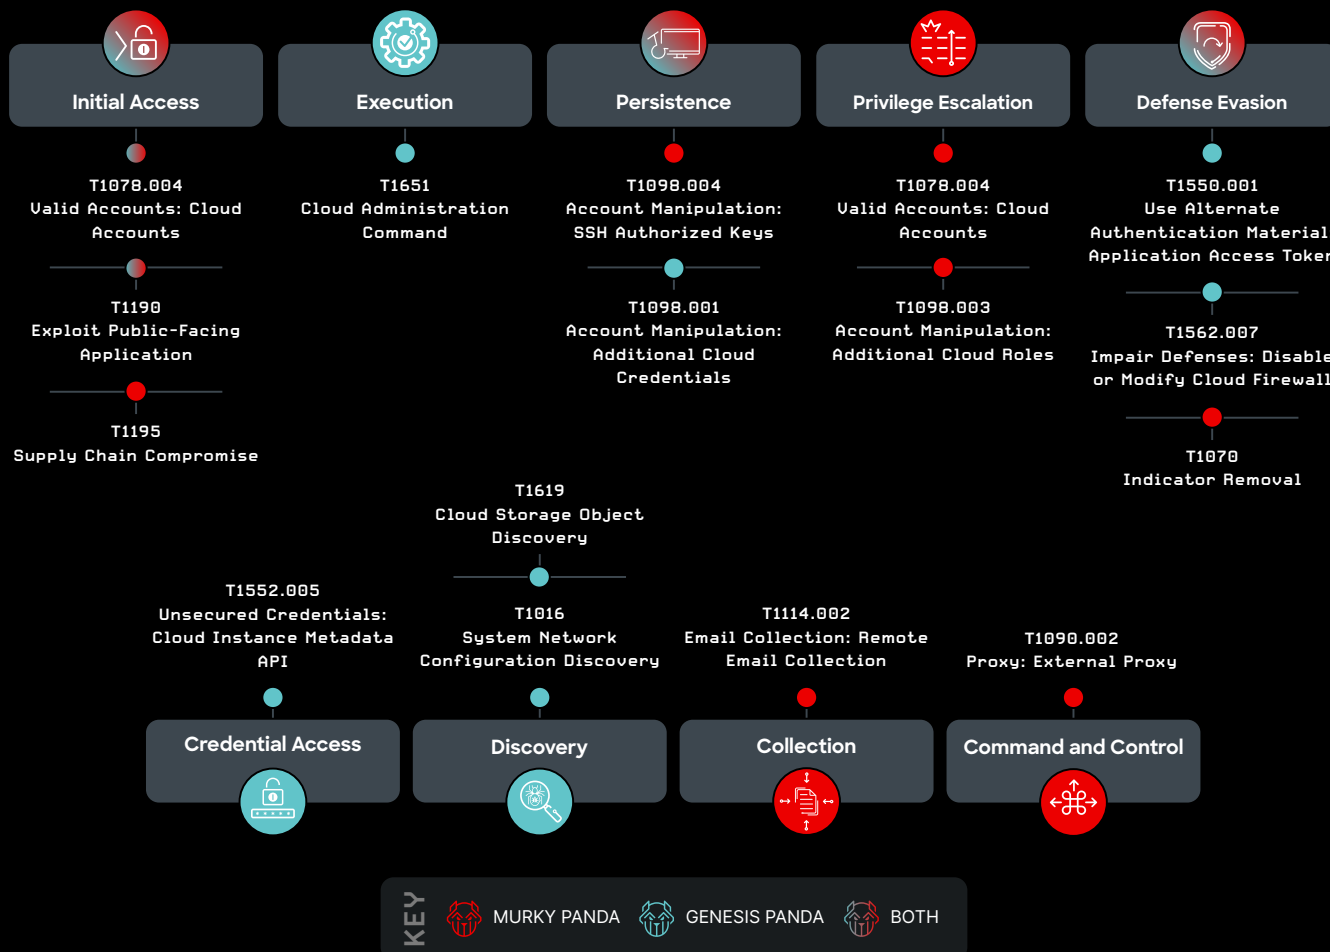 Initial Access
T1078.004
Valid Accounts: Cloud
Accounts
T1190
Exploit Public-Facing
Application
T1195
Supply Chain Compromise
Execution
T1651
Cloud Administration
Command
Persistence
T1098.004
Account Manipulation:
SSH Authorized Keys
T1098.001
Account Manipulation:
Additional Cloud
Credentials
Privilege Escalation
T1078.004
Valid Accounts: Cloud
Accounts
T1098.003
Account Manipulation:
Additional Cloud Roles
Defense Evasion
T1550.001
Use Alternate
Authentication Material
Application Access Token
T1562.007
Impair Defenses: Disable
or Modify Cloud Firewall
T1070
Indicator Removal
T1552.005
Unsecured Credentials:
Cloud Instance Metadata
API
Credential Access
T1619
Cloud Storage Object
Discovery
T1016
System Network
Configuration Discovery
Discovery
T1114.002
Email Collection: Remote
Email Collection
Collection
T1090.002
Proxy: External Proxy
Command and Control
KEY
MURKY PANDA
GENESIS PANDA
BOTH